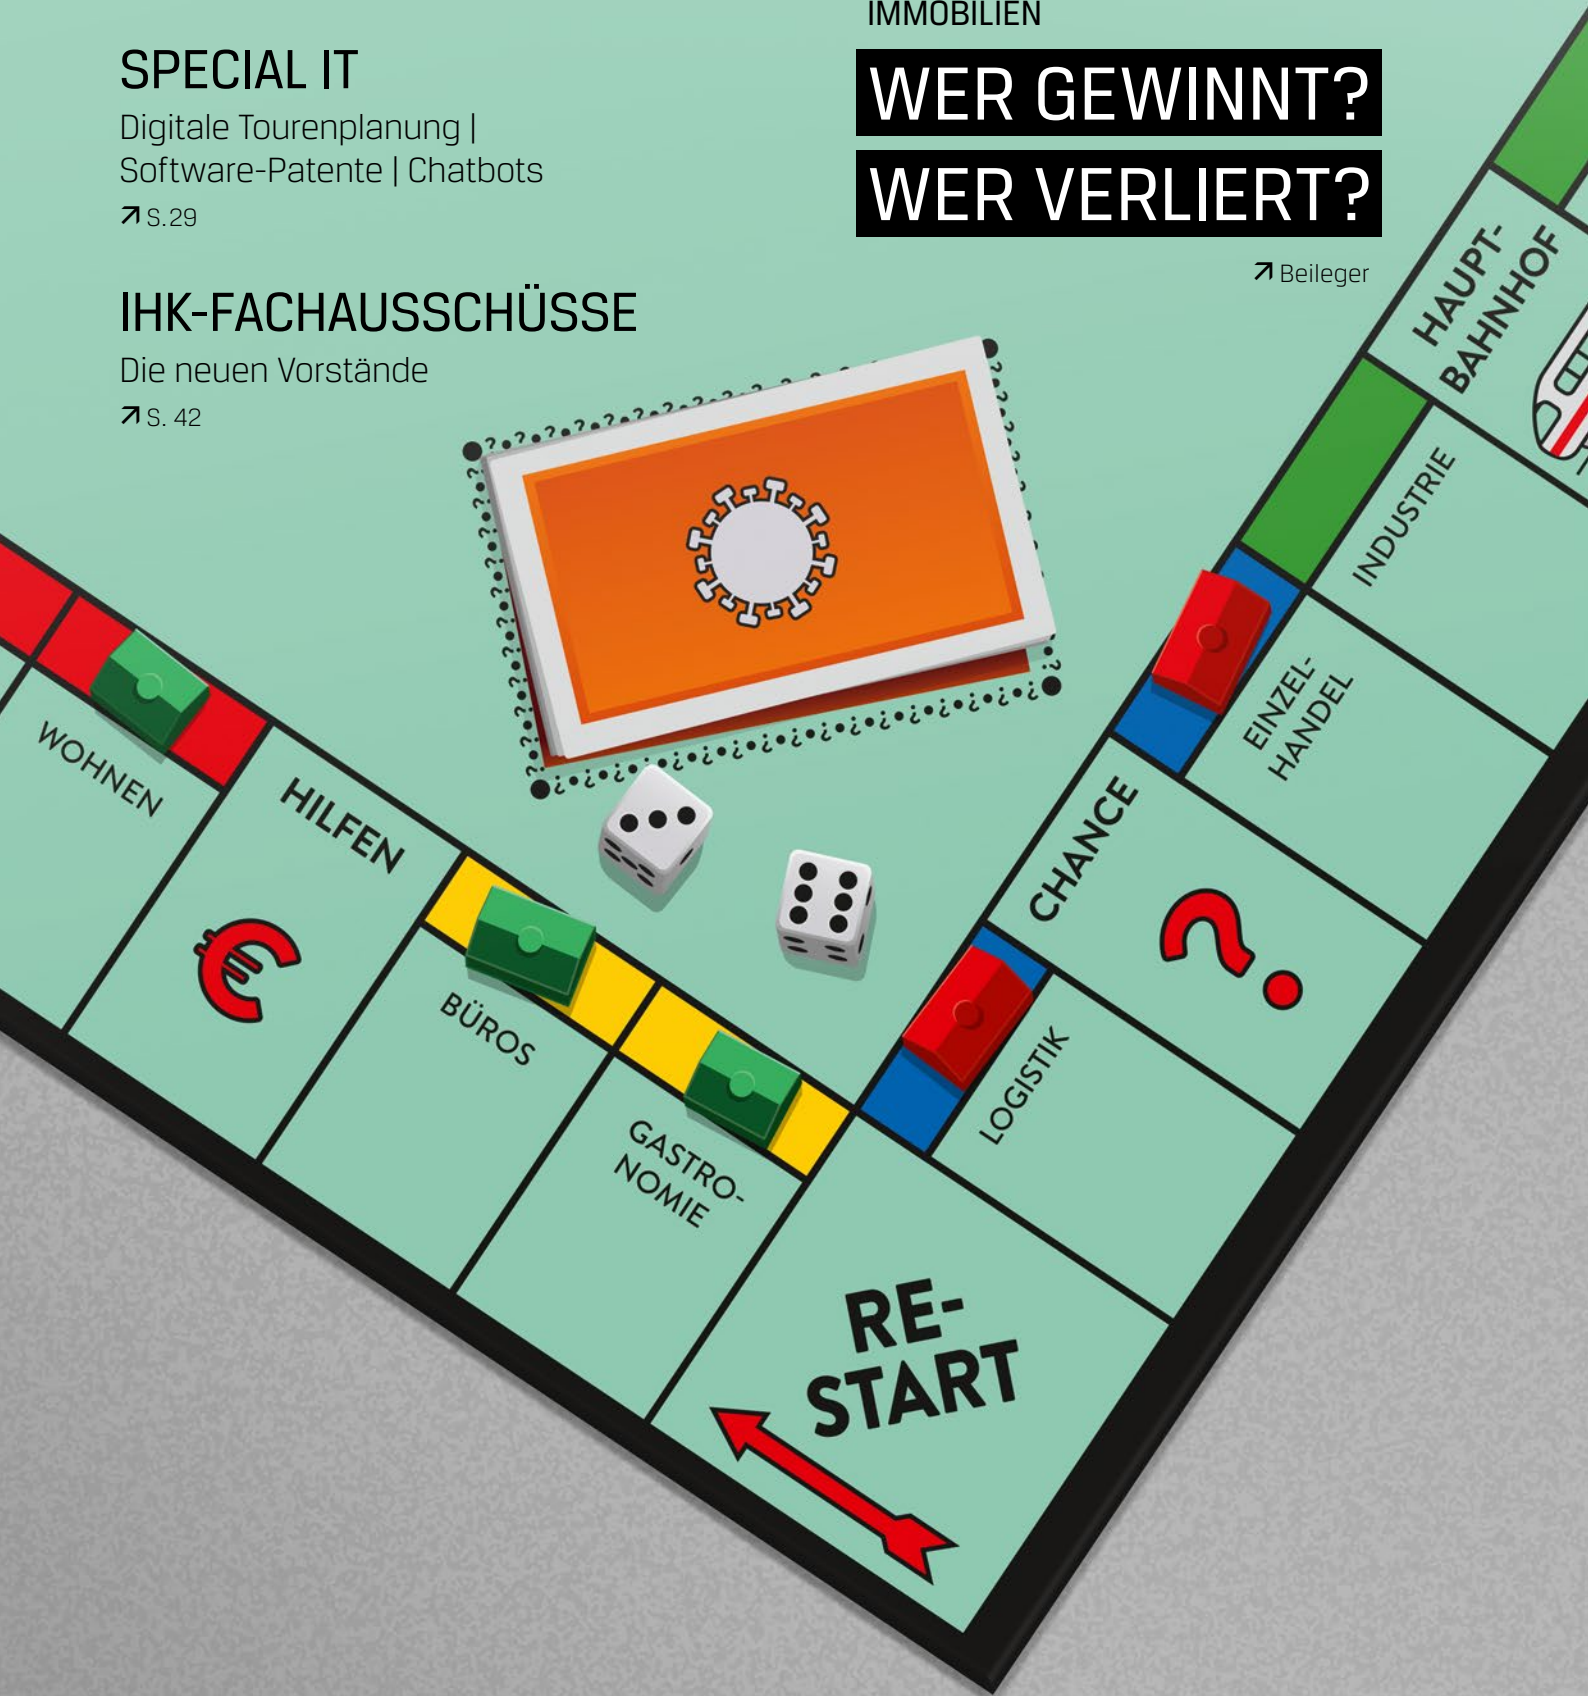 SPECIAL IT
Digitale Tourenplanung |
Software-Patente | Chatbots
S.29
IHK-FACHAUSSCHÜSSE
Die neuen Vorstände
S. 42
IMMOBILIEN
WER GEWINNT?
WER VERLIERT?
Beileger
HAUPT-
BAHNHOF
INDUSTRIE
EINZEL-
HANDEL
CHANCE
?
LOGISTIK
WOHNEN
HILFEN
€
BÜROS
GASTRO-
NOMIE
RE-
START